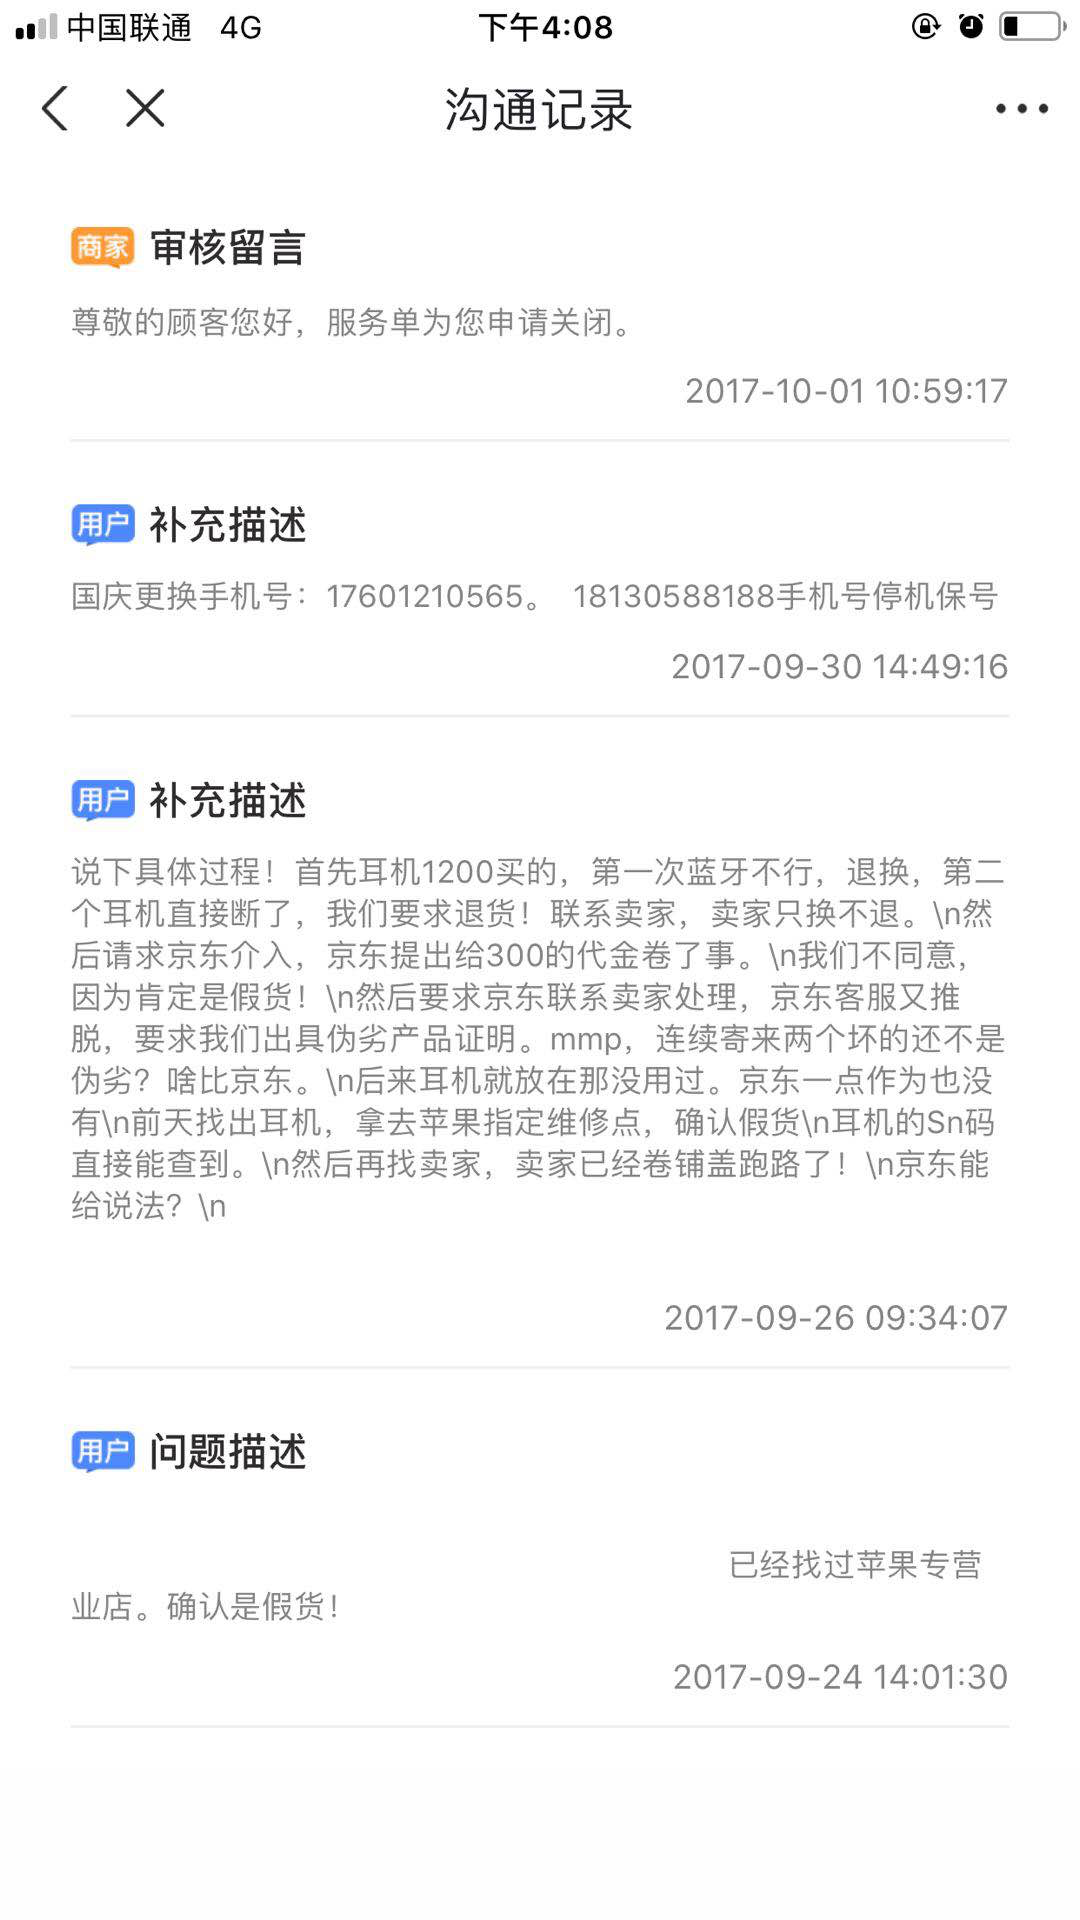 中国联通 4G 下午4:08
沟通记录
商家 审核留言
尊敬的顾客您好，服务单为您申请关闭。
2017-10-01 10:59:17
用户 补充描述
国庆更换手机号：17601210565。 18130588188手机号停机保号
2017-09-30 14:49:16
用户 补充描述
说下具体过程！首先耳机1200买的，第一次蓝牙不行，退换，第二
个耳机直接断了，我们要求退货！联系卖家，卖家只换不退。\n然
后请求京东介入，京东提出给300的代金卷了事。\n我们不同意，
因为肯定是假货！\n然后要求京东联系卖家处理，京东客服又推
脱，要求我们出具伪劣产品证明。mmp，连续寄来两个坏的还不是
伪劣？啥比京东。\n后来耳机就放在那没用过。京东一点作为也没
有\n前天找出耳机，拿去苹果指定维修点，确认假货\n耳机的Sn码
直接能查到。\n然后再找卖家，卖家已经卷铺盖跑路了！\n京东能
给说法？\n
2017-09-26 09:34:07
用户 问题描述
已经找过苹果专营
业店。确认是假货！
2017-09-24 14:01:30